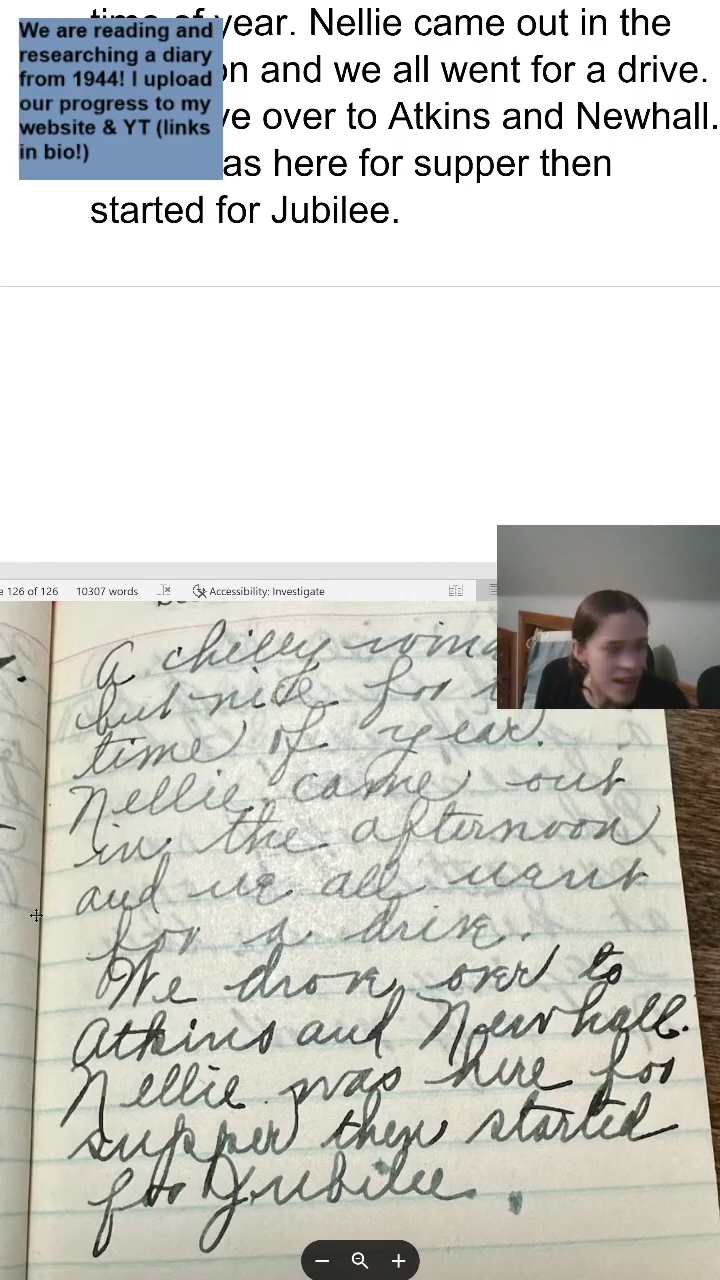 We are reading and
researching a diary
from 1944! I upload
our progress to my
website & YT (links
in bio!)
time of year. Nellie came out in the
on and we all went for a drive.
ve over to Atkins and Newhall.
as here for supper then
started for Jubilee.
e 126 of 126 10307 words Accessibility: Investigate
A chilly wind
but nice for
time of year.
Nellie came out
in the afternoon
and we all went
for a drive.
We drove over to
Atkins and Newhall.
Nellie was here for
supper then started
for Jubilee.